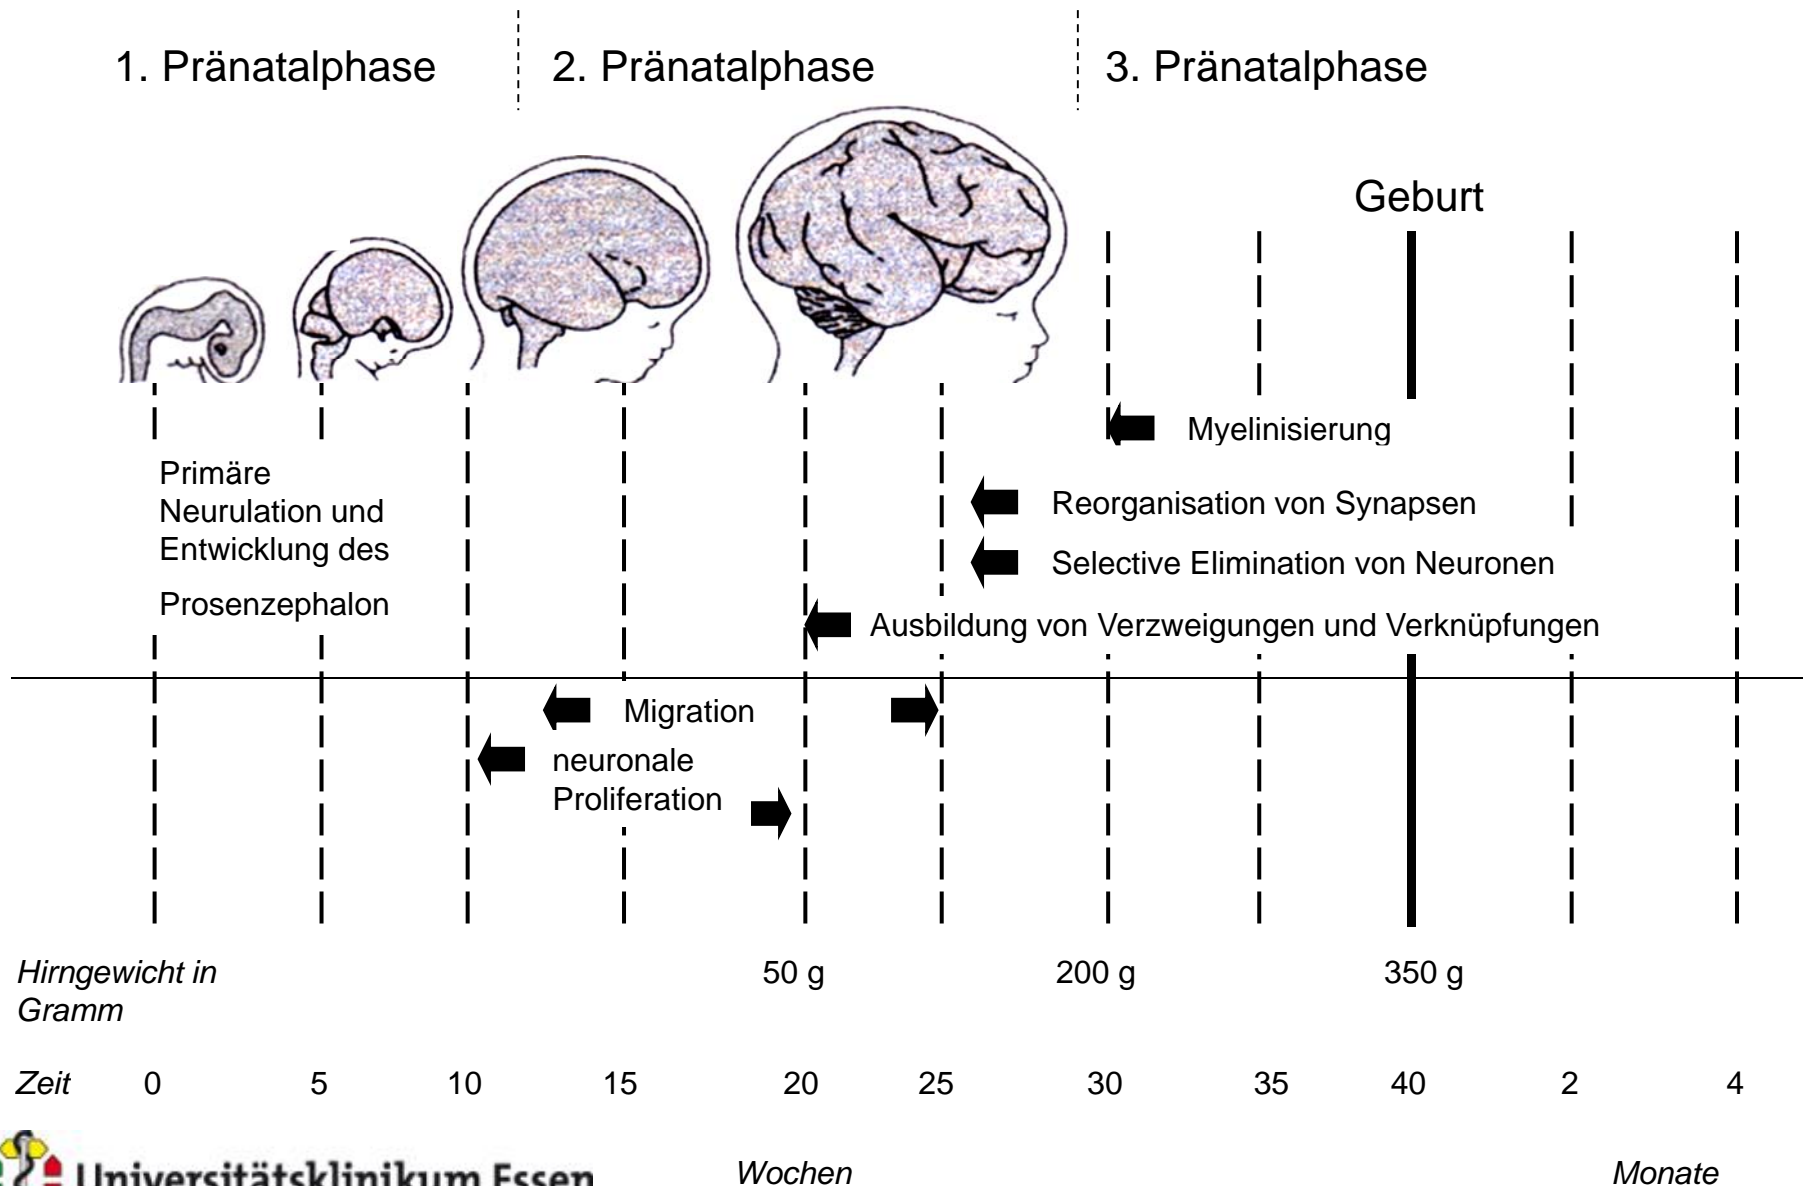 1. Pränatalphase
2. Pränatalphase
3. Pränatalphase
Geburt
Myelinisierung
Primäre
Neurulation und
Entwicklung des
Prosenzephalon
Reorganisation von Synapsen
Selective Elimination von Neuronen
Ausbildung von Verzweigungen und Verknüpfungen
Migration
neuronale
Proliferation
Hirngewicht in
Gramm
50 g
200 g
350 g
Zeit 0 5 10 15 20 25 30 35 40 2 4
Universitätsklinikum Essen
Wochen
Monate